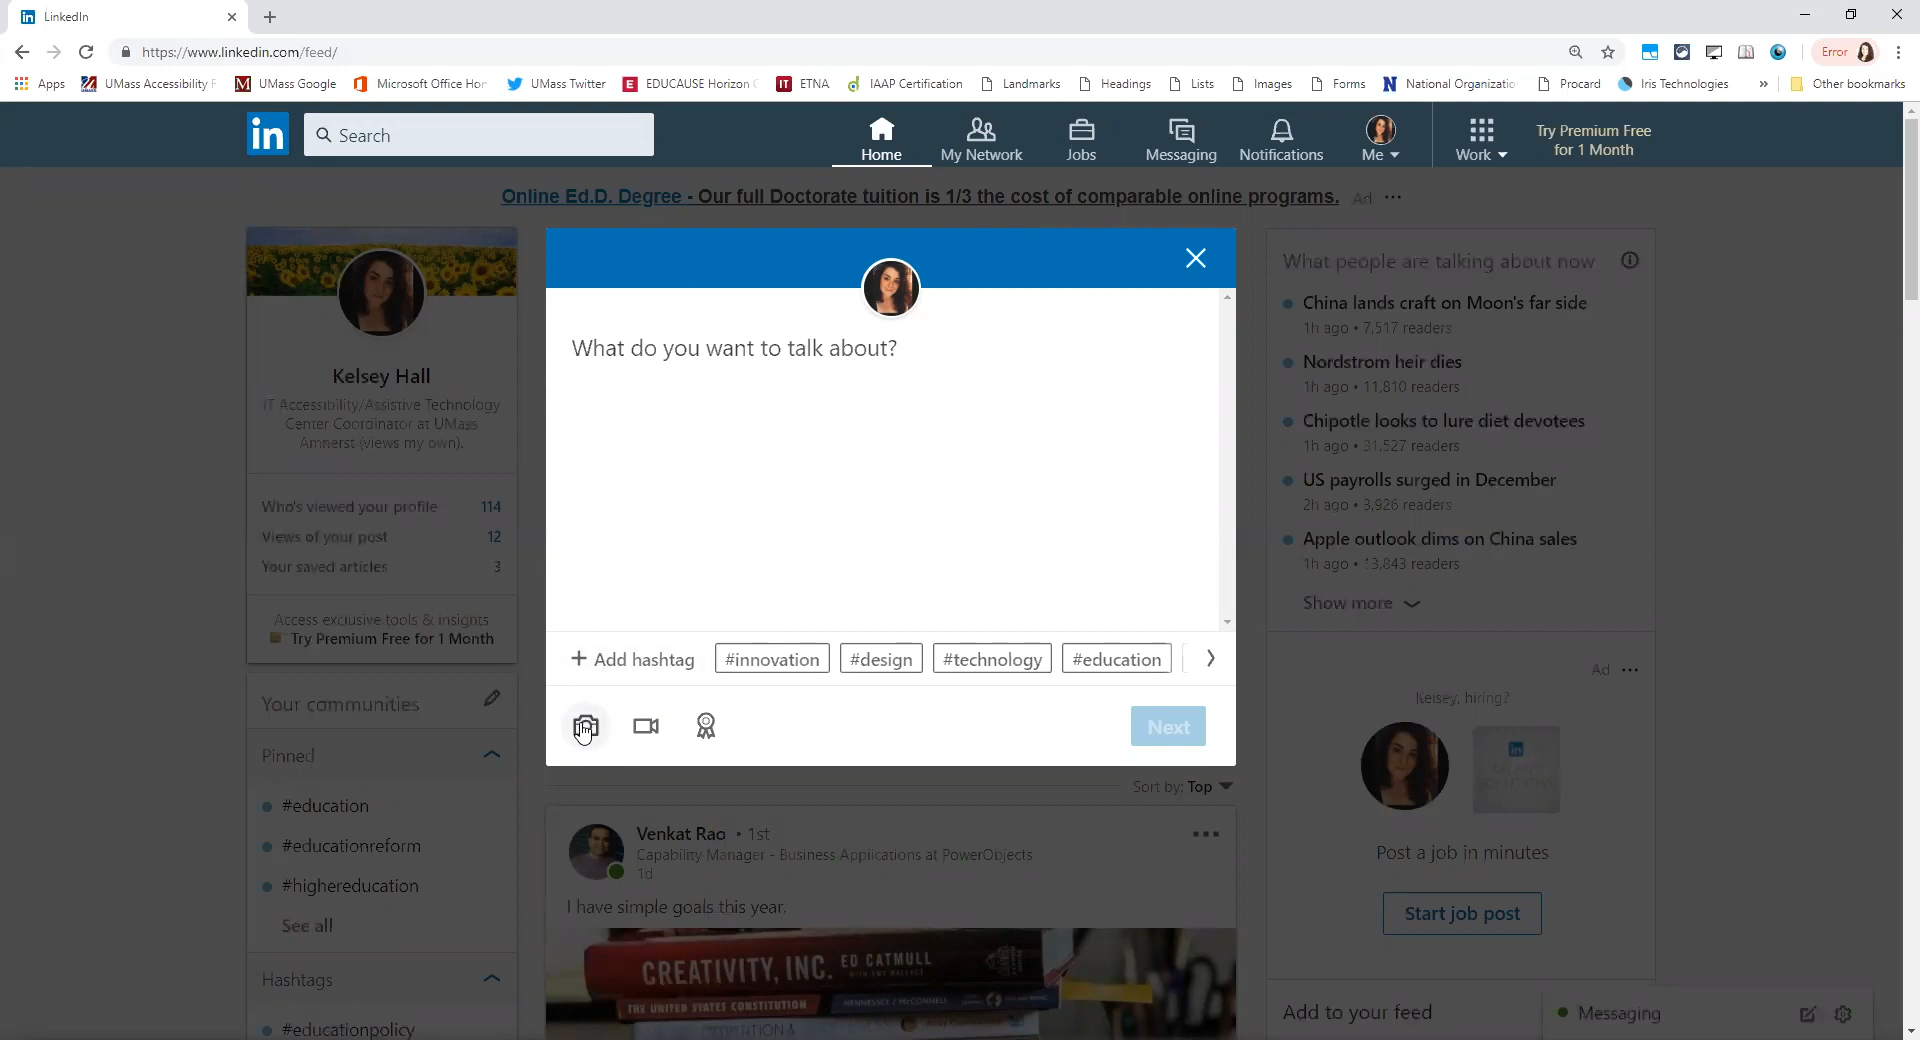 LinkedIn
https://www.linkedin.com/feed/
Error
Apps
UMass Accessibility F
UMass Google
Microsoft Office Hom
UMass Twitter
EDUCAUSE Horizon C
ETNA
IAAP Certification
Landmarks
Headings
Lists
Images
Forms
National Organizatio
Procard
Iris Technologies
»
Other bookmarks
in
Search
Home
My Network
Jobs
Messaging
Notifications
Me
Work
Try Premium Free
for 1 Month
Online Ed.D. Degree - Our full Doctorate tuition is 1/3 the cost of comparable online programs.
Ad
Kelsey Hall
IT Accessibility/Assistive Technology
Center Coordinator at UMass
Amherst (views my own).
Who's viewed your profile 114
Views of your post 12
Your saved articles 3
Access exclusive tools & insights
Try Premium Free for 1 Month
Your communities
Pinned
#education
#educationreform
#highereducation
See all
Hashtags
#educationpolicy
What do you want to talk about?
+ Add hashtag
#innovation
#design
#technology
#education
Next
Sort by: Top
Venkat Rao • 1st
Capability Manager - Business Applications at PowerObjects
1d
I have simple goals this year.
CREATIVITY, INC. ED CATMULL
THE UNITED STATES CONSTITUTION
HENNESSEY / McCONNELL
What people are talking about now
China lands craft on Moon's far side
1h ago • 7,517 readers
Nordstrom heir dies
1h ago • 11,810 readers
Chipotle looks to lure diet devotees
1h ago • 31,527 readers
US payrolls surged in December
2h ago • 3,926 readers
Apple outlook dims on China sales
1h ago • 13,843 readers
Show more
Ad
Kelsey, hiring?
in
Post a job in minutes
Start job post
Add to your feed
Messaging